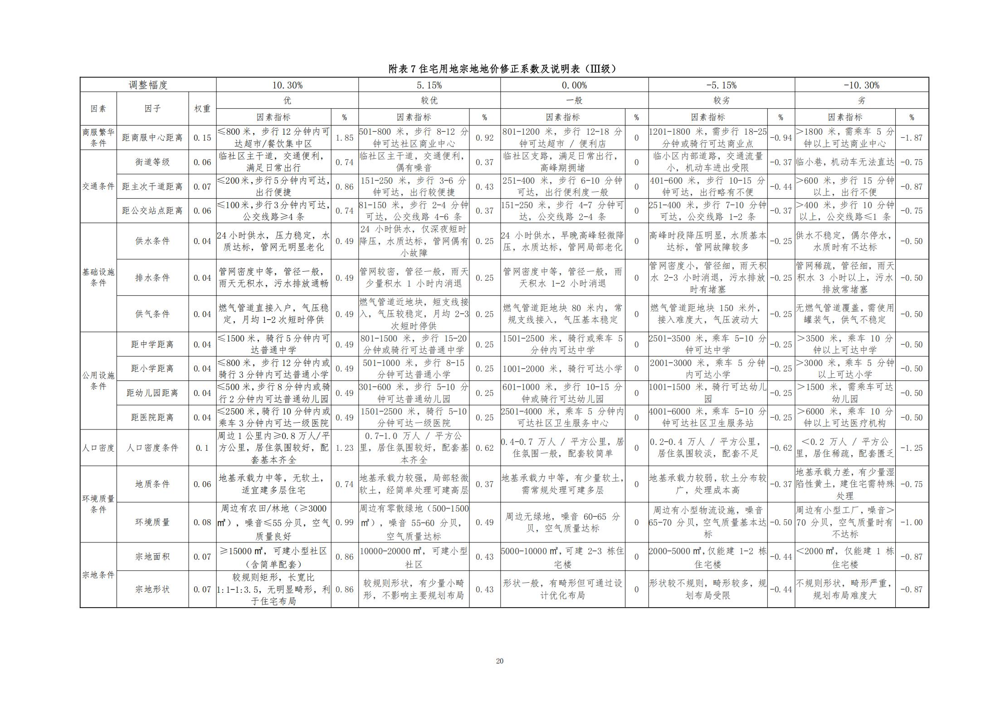 附表 7 住宅用地宗地地价修正系数及说明表（Ⅲ级）
调整幅度 10.30% 5.15% 0.00% -5.15% -10.30%
因素 因子 权重 优 较优 一般 较劣 劣
因素指标 % 因素指标 % 因素指标 % 因素指标 % 因素指标 %
商服繁华条件 距商服中心距离 0.15 ≤800 米，步行 12 分钟内可达超市/餐饮集中区 1.85 501-800 米，步行 8-12 分钟可达社区商业中心 0.92 801-1200 米，步行 12-18 分钟可达超市 / 便利店 0 1201-1800 米，需步行 18-25 分钟或骑行可达商业点 -0.94 ＞1800 米，需乘车 5 分钟以上可达商业中心 -1.87
交通条件 街道等级 0.06 临社区主干道，交通便利，满足日常出行 0.74 临社区主干道，交通便利，偶有噪音 0.37 临社区支路，满足日常出行，高峰期拥堵 0 临小区内部道路，交通流量小，机动车进出受限 -0.37 临小巷，机动车无法直达 -0.75
距主次干道距离 0.07 ≤200米，步行5分钟内可达，出行便捷 0.86 151-250 米，步行 3-6 分钟可达，出行较便捷 0.43 251-400 米，步行 6-10 分钟可达，出行便利度一般 0 401-600 米，步行 10-15 分钟可达，出行略有不便 -0.44 ＞600 米，步行 15 分钟以上，出行不便 -0.87
距公交站点距离 0.06 ≤100米，步行3分钟内可达，公交线路≥4 条 0.74 81-150 米，步行 2-4 分钟可达，公交线路 4-6 条 0.37 151-250 米，步行 4-7 分钟可达，公交线路 2-4 条 0 251-400 米，步行 7-10 分钟可达，公交线路 1-2 条 -0.37 ＞400 米，步行 10 分钟以上，公交线路≤1 条 -0.75
基础设施条件 供水条件 0.04 24 小时供水，压力稳定，水质达标，管网无明显老化 0.49 24 小时供水，仅深夜短时降压，水质达标，管网偶有小故障 0.25 24 小时供水，早晚高峰轻微降压，水质达标，管网局部老化 0 高峰时段降压明显，水质基本达标，管网故障较多 -0.25 供水不稳定，偶尔停水，水质时有不达标 -0.50
排水条件 0.04 管网密度中等，管径一般，雨天无积水，污水排放通畅 0.49 管网较密，管径一般，雨天少量积水 1 小时内消退 0.25 管网密度中等，管径一般，雨天积水 1-2 小时消退 0 管网密度小，管径细，雨天积水 2-3 小时消退，污水排放时有堵塞 -0.25 管网稀疏，管径细，雨天积水 3 小时以上，污水排放常堵塞 -0.50
供气条件 0.04 燃气管道直接入户，气压稳定，月均 1-2 次短时停供 0.49 燃气管道近地块，短支线接入，气压较稳定，月均 2-3 次短时停供 0.25 燃气管道距地块 80 米内，常规支线接入，气压基本稳定 0 燃气管道距地块 150 米外，接入难度大，气压波动大 -0.25 无燃气管道覆盖，需使用罐装气，供气不稳定 -0.50
公用设施条件 距中学距离 0.04 ≤1500 米，骑行 5 分钟内可达普通中学 0.49 801-1500 米，步行 15-20 分钟或骑行可达普通中学 0.25 1501-2500 米，骑行或乘车 5 分钟内可达中学 0 2501-3500 米，乘车 5-10 分钟可达中学 -0.25 ＞3500 米，乘车 10 分钟以上可达中学 -0.50
距小学距离 0.04 ≤800 米，步行 12 分钟内或骑行 3 分钟内可达普通小学 0.49 501-1000 米，步行 8-15 分钟可达普通小学 0.25 1001-2000 米，骑行可达小学 0 2001-3000 米，乘车 5 分钟内可达小学 -0.25 ＞3000 米，乘车 5 分钟以上可达小学 -0.50
距幼儿园距离 0.04 ≤500 米，步行 8 分钟内或骑行 2 分钟内可达普通幼儿园 0.49 301-600 米，步行 5-10 分钟可达普通幼儿园 0.25 601-1000 米，步行 10-15 分钟或骑行可达幼儿园 0 1001-1500 米，骑行可达幼儿园 -0.25 ＞1500 米，需乘车可达幼儿园 -0.50
距医院距离 0.04 ≤2500 米，骑行 10 分钟内或乘车 3 分钟内可达一级医院 0.49 1501-2500 米，骑行 5-10 分钟可达一级医院 0.25 2501-4000 米，乘车 5 分钟内可达社区卫生服务中心 0 4001-6000 米，乘车 5-10 分钟可达社区卫生服务站 -0.25 ＞6000 米，乘车 10 分钟以上可达医疗机构 -0.50
人口密度 人口密度条件 0.1 周边 1 公里内≥0.8 万人/平方公里，居住氛围较好，配套基本齐全 1.23 0.7-1.0 万人 / 平方公里，居住氛围较好，配套基本齐全 0.62 0.4-0.7 万人 / 平方公里，居住氛围一般，配套较简单 0 0.2-0.4 万人 / 平方公里，居住氛围较淡，配套不足 -0.62 ＜0.2 万人 / 平方公里，居住稀疏，配套匮乏 -1.25
环境质量条件 地质条件 0.06 地基承载力中等，无软土，适宜建多层住宅 0.74 地基承载力较强，局部轻微软土，经简单处理可建高层 0.37 地基承载力中等，有少量软土，需常规处理可建多层 0 地基承载力较弱，软土分布较广，处理成本高 -0.37 地基承载力差，有少量湿陷性黄土，建住宅需特殊处理 -0.75
环境质量 0.08 周边有农田/林地（≥3000㎡），噪音≤55 分贝，空气质量良好 0.99 周边有零散绿地（500-1500㎡），噪音 55-60 分贝，空气质量达标 0.49 周边无绿地，噪音 60-65 分贝，空气质量达标 0 周边有小型物流设施，噪音 65-70 分贝，空气质量基本达标 -0.50 周边有小型工厂，噪音＞70 分贝，空气质量时有不达标 -1.00
宗地条件 宗地面积 0.07 ≥15000 ㎡，可建小型社区（含简单配套） 0.86 10000-20000 ㎡，可建小型社区 0.43 5000-10000 ㎡，可建 2-3 栋住宅楼 0 2000-5000 ㎡，仅能建 1-2 栋住宅楼 -0.44 ＜2000 ㎡，仅能建 1 栋住宅楼 -0.87
宗地形状 0.07 较规则矩形，长宽比 1:1-1:3.5，无明显畸形，利于住宅布局 0.86 较规则形状，有少量小畸形，不影响主要规划布局 0.43 形状一般，有畸形但可通过设计优化布局 0 形状较不规则，畸形较多，规划布局受限 -0.44 不规则形状，畸形严重，规划布局难度大 -0.87
20